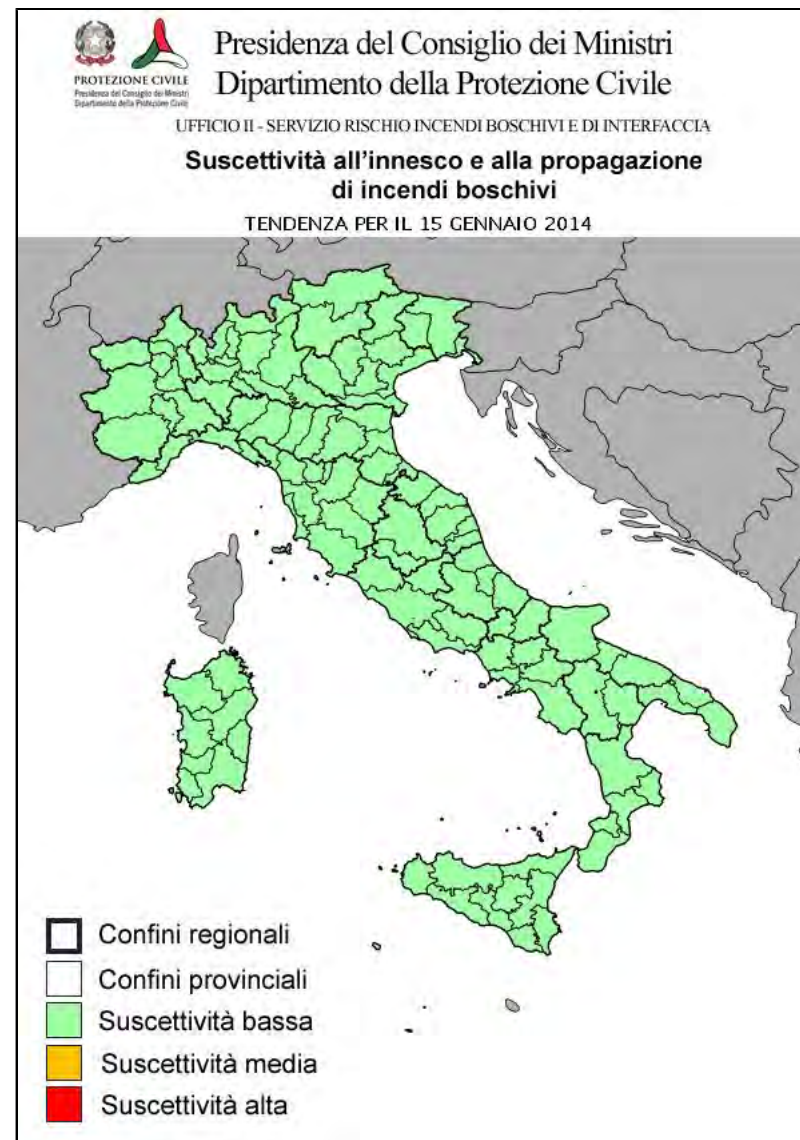 Presidenza del Consiglio dei Ministri
Dipartimento della Protezione Civile
PROTEZIONE CIVILE
Presidenza del Consiglio dei Ministri
Dipartimento della Protezione Civile
UFFICIO II - SERVIZIO RISCHIO INCENDI BOSCHIVI E DI INTERFACCIA
Suscettività all'innesco e alla propagazione
di incendi boschivi
TENDENZA PER IL 15 GENNAIO 2014
Confini regionali
Confini provinciali
Suscettività bassa
Suscettività media
Suscettività alta